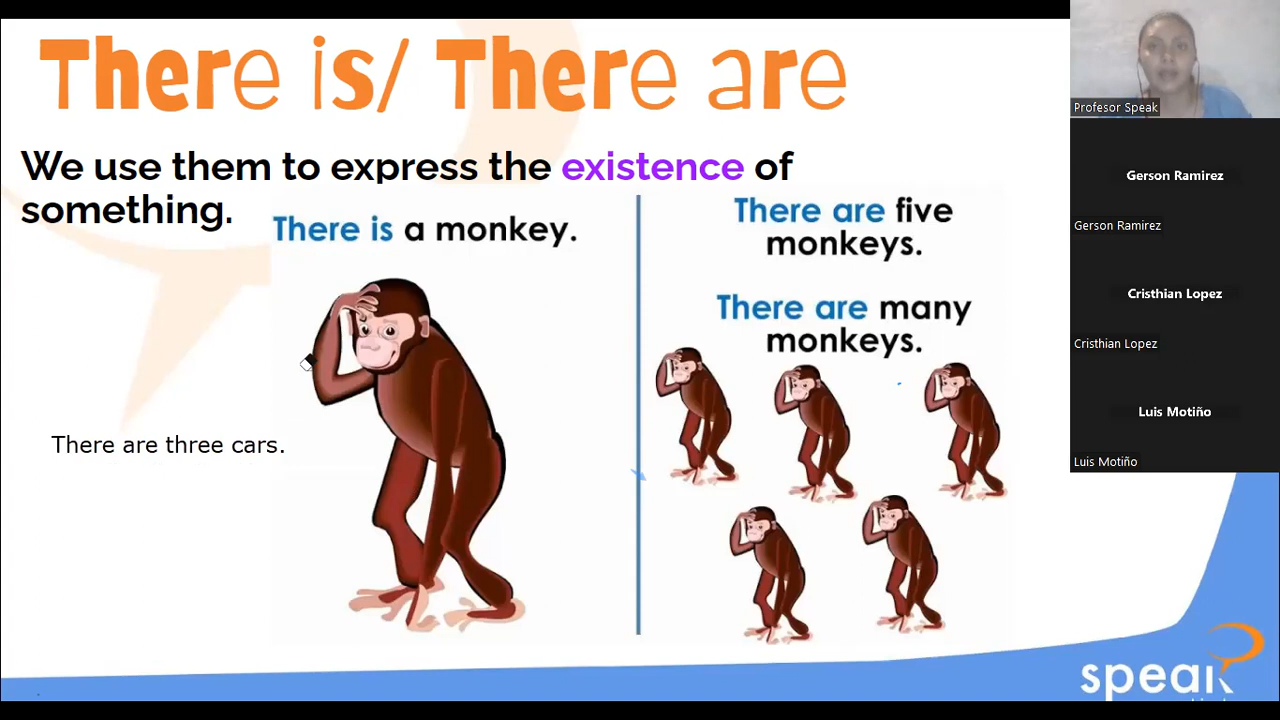 There is/ There are
We use them to express the existence of
something.
There is a monkey.
There are five
monkeys.
There are many
monkeys.
There are three cars.
Profesor Speak
Gerson Ramirez
Gerson Ramirez
Cristhian Lopez
Cristhian Lopez
Luis Motiño
Luis Motiño
speak